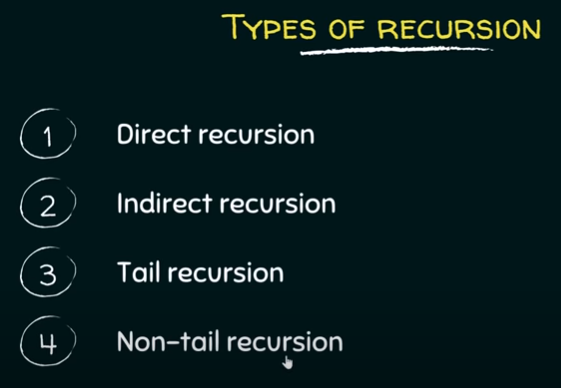 TYPES OF RECURSION
1 Direct recursion
2 Indirect recursion
3 Tail recursion
4 Non-tail recursion